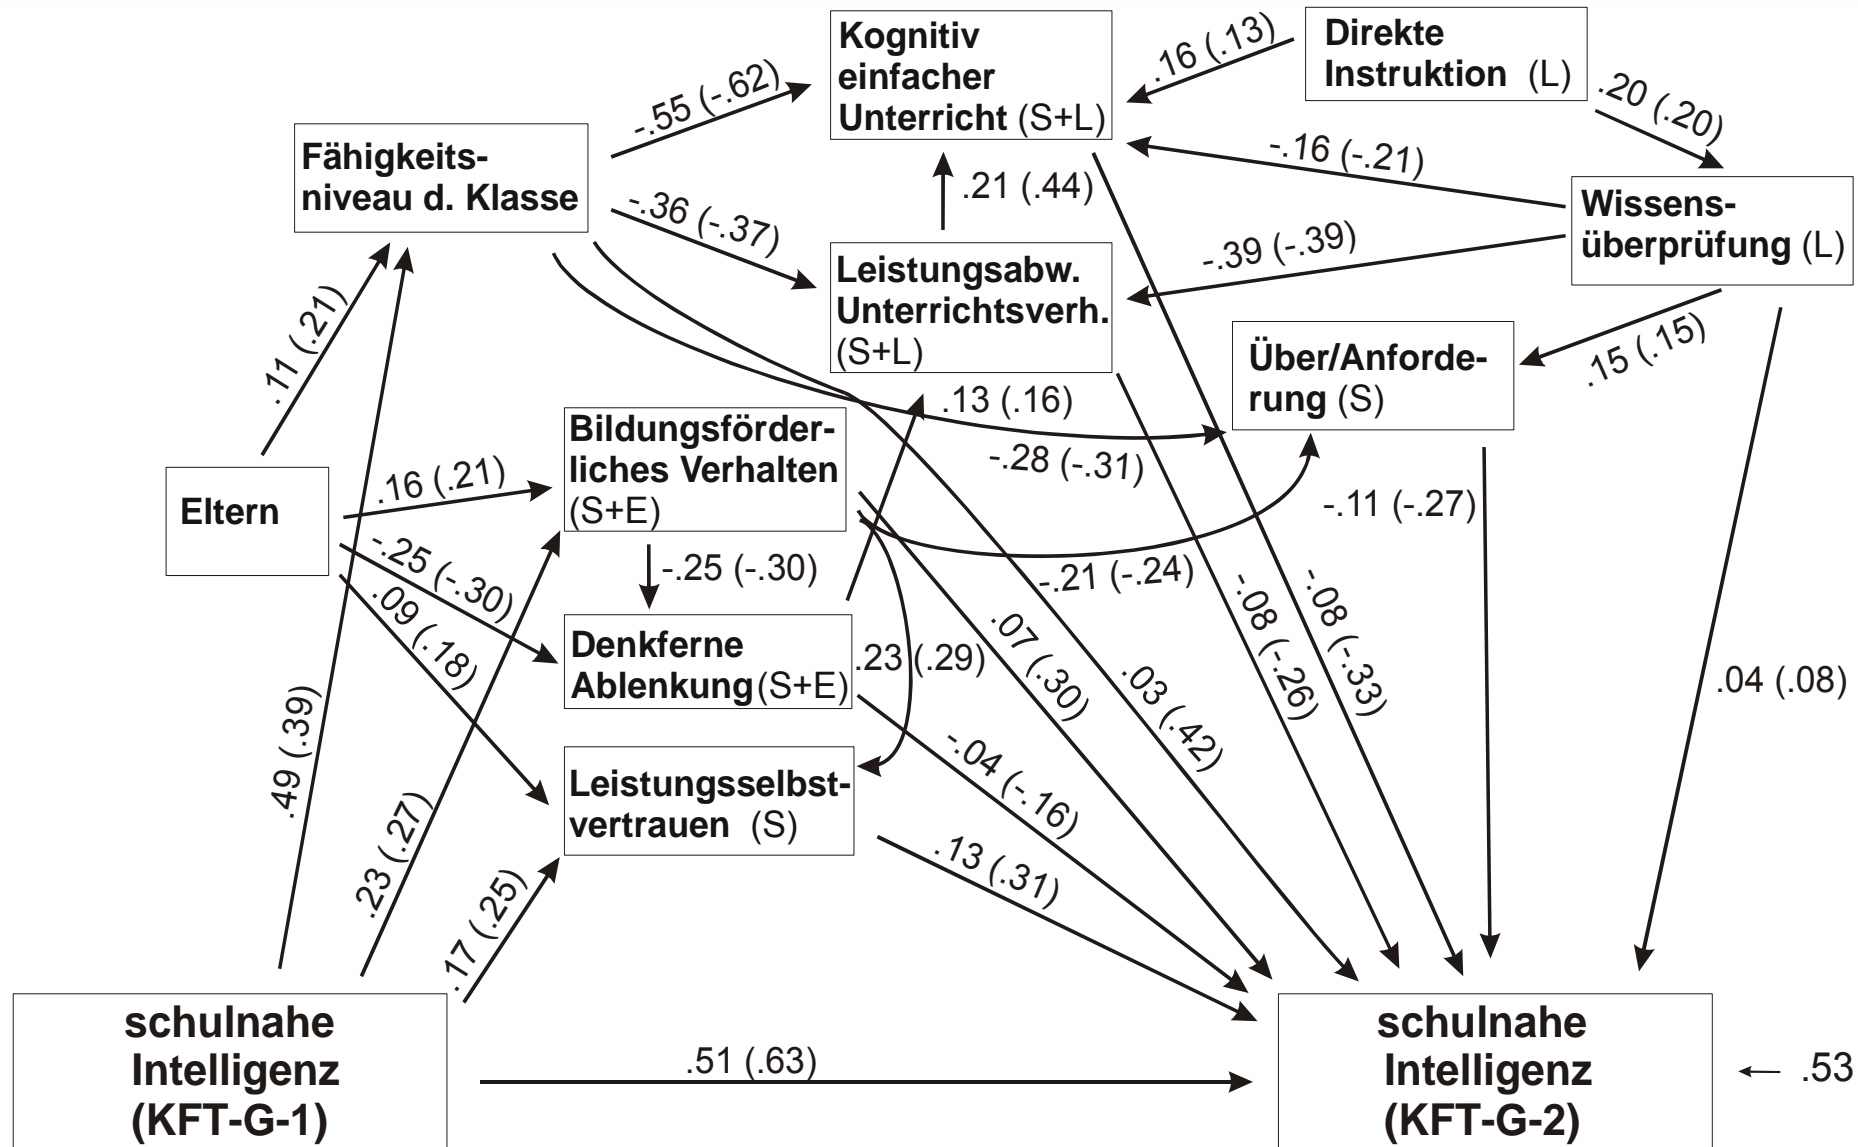 Kognitiv
einfacher
Unterricht (S+L)
Direkte
Instruktion (L)
.16 (.13)
.20 (.20)
-.55 (-.62)
Fähigkeits-
niveau d. Klasse
-.16 (-.21)
.21 (.44)
-.36 (-.37)
Wissens-
überprüfung (L)
-.39 (-.39)
Leistungsabw.
Unterrichtsverh.
(S+L)
.11 (.21)
Über/Anforde-
rung (S)
.15 (.15)
.13 (.16)
Bildungsförder-
liches Verhalten
(S+E)
-.28 (-.31)
.16 (.21)
Eltern
-.11 (-.27)
-.25 (-.30)
-.25 (-.30)
-.21 (-.24)
.09 (.18)
Denkferne
Ablenkung (S+E)
.23 (.29)
.07 (.30)
.03 (.42)
-.08 (-.26)
-.08 (-.33)
.04 (.08)
.49 (.39)
-.04 (-.16)
Leistungsselbst-
vertrauen (S)
.23 (.27)
.13 (.31)
.17 (.25)
schulnahe
Intelligenz
(KFT-G-1)
.51 (.63)
schulnahe
Intelligenz
(KFT-G-2)
.53